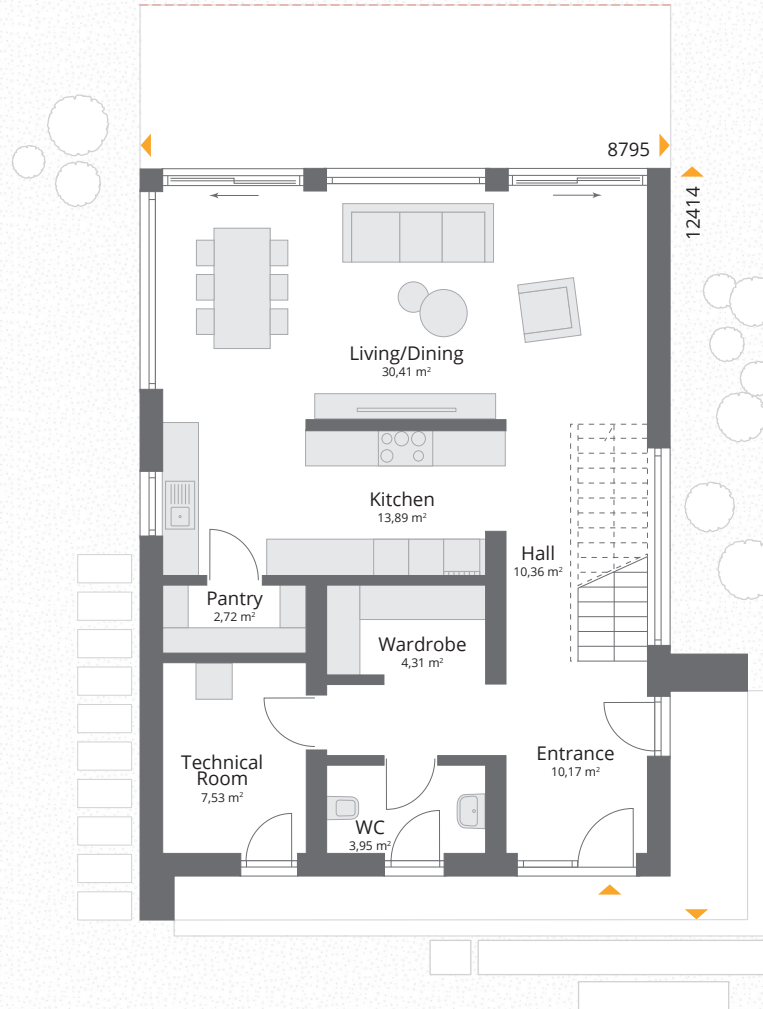 8795
12414
Living/Dining
30,41 m²
Kitchen
13,89 m²
Hall
10,36 m²
Pantry
2,72 m²
Wardrobe
4,31 m²
Technical
Room
7,53 m²
Entrance
10,17 m²
WC
3,95 m²